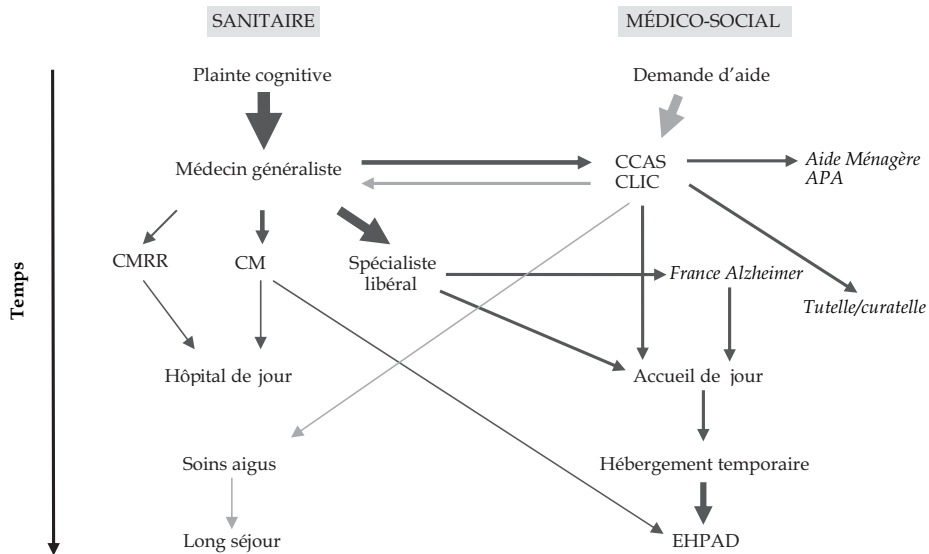 SANITAIRE
MÉDICO-SOCIAL
Temps
Plainte cognitive
Demande d'aide
Médecin généraliste
CCAS
CLIC
Aide Ménagère
APA
CMRR
CM
Spécialiste
libéral
France Alzheimer
Tutelle/curatelle
Hôpital de jour
Accueil de jour
Soins aigus
Hébergement temporaire
Long séjour
EHPAD